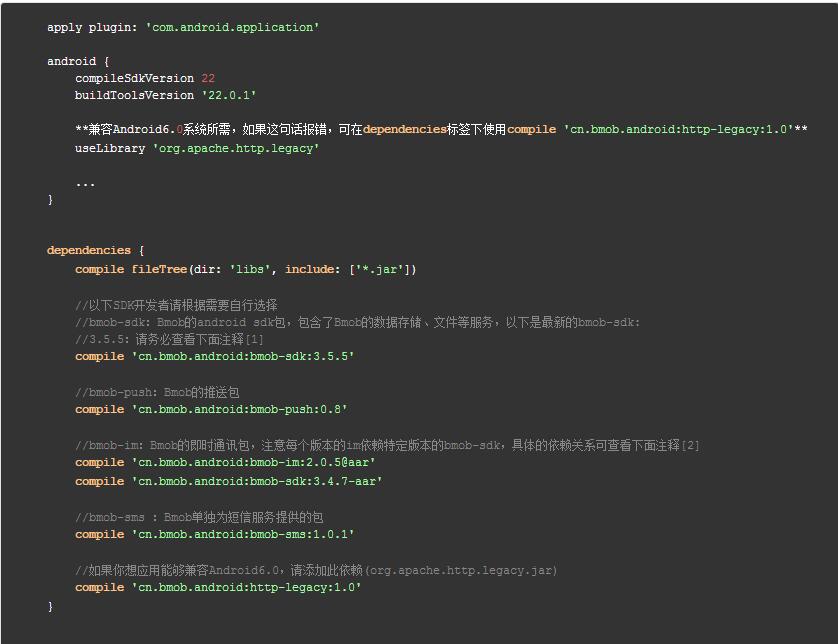 apply plugin: 'com.android.application'
android {
compileSdkVersion 22
buildToolsVersion '22.0.1'
**兼容Android6.0系统所需，如果这句话报错，可在dependencies标签下使用compile 'cn.bmob.android:http-legacy:1.0'**
useLibrary 'org.apache.http.legacy'
...
}
dependencies {
compile fileTree(dir: 'libs', include: ['*.jar'])
//以下SDK开发者请根据需要自行选择
//bmob-sdk：Bmob的android sdk包，包含了Bmob的数据存储、文件等服务，以下是最新的bmob-sdk:
//3.5.5：请务必查看下面注释[1]
compile 'cn.bmob.android:bmob-sdk:3.5.5'
//bmob-push：Bmob的推送包
compile 'cn.bmob.android:bmob-push:0.8'
//bmob-im：Bmob的即时通讯包，注意每个版本的im依赖特定版本的bmob-sdk，具体的依赖关系可查看下面注释[2]
compile 'cn.bmob.android:bmob-im:2.0.5@aar'
compile 'cn.bmob.android:bmob-sdk:3.4.7-aar'
//bmob-sms ：Bmob单独为短信服务提供的包
compile 'cn.bmob.android:bmob-sms:1.0.1'
//如果你想应用能够兼容Android6.0，请添加此依赖(org.apache.http.legacy.jar)
compile 'cn.bmob.android:http-legacy:1.0'
}